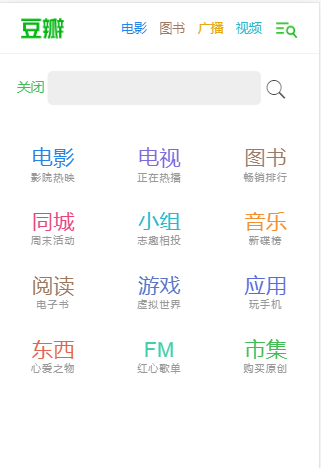 豆瓣 电影 图书 广播 视频
关闭
电影 电视 图书
影院热映 正在热播 畅销排行
同城 小组 音乐
周末活动 志趣相投 新碟榜
阅读 游戏 应用
电子书 虚拟世界 玩手机
东西 FM 市集
心爱之物 红心歌单 购买原创